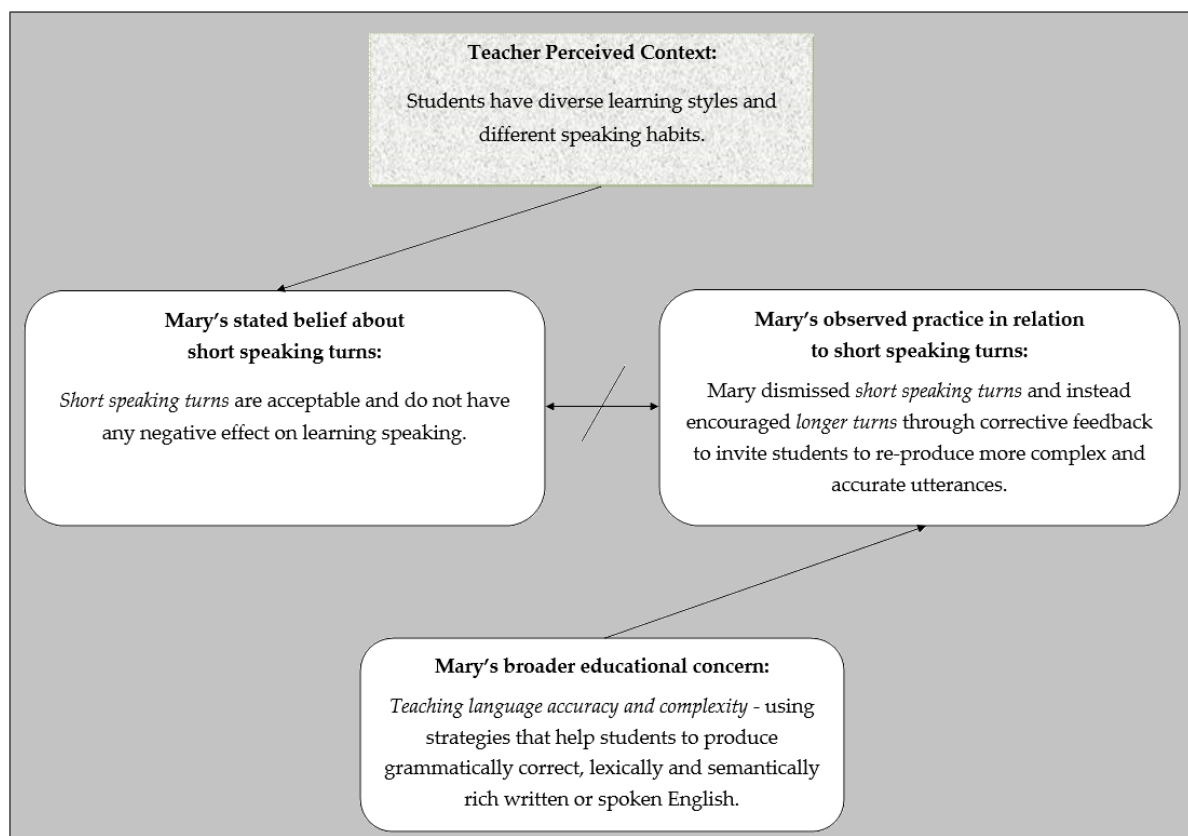 Teacher Perceived Context:
Students have diverse learning styles and
different speaking habits.
Mary’s stated belief about
short speaking turns:
Short speaking turns are acceptable and do not have
any negative effect on learning speaking.
Mary’s observed practice in relation
to short speaking turns:
Mary dismissed short speaking turns and instead
encouraged longer turns through corrective feedback
to invite students to re-produce more complex and
accurate utterances.
Mary’s broader educational concern:
Teaching language accuracy and complexity - using
strategies that help students to produce
grammatically correct, lexically and semantically
rich written or spoken English.